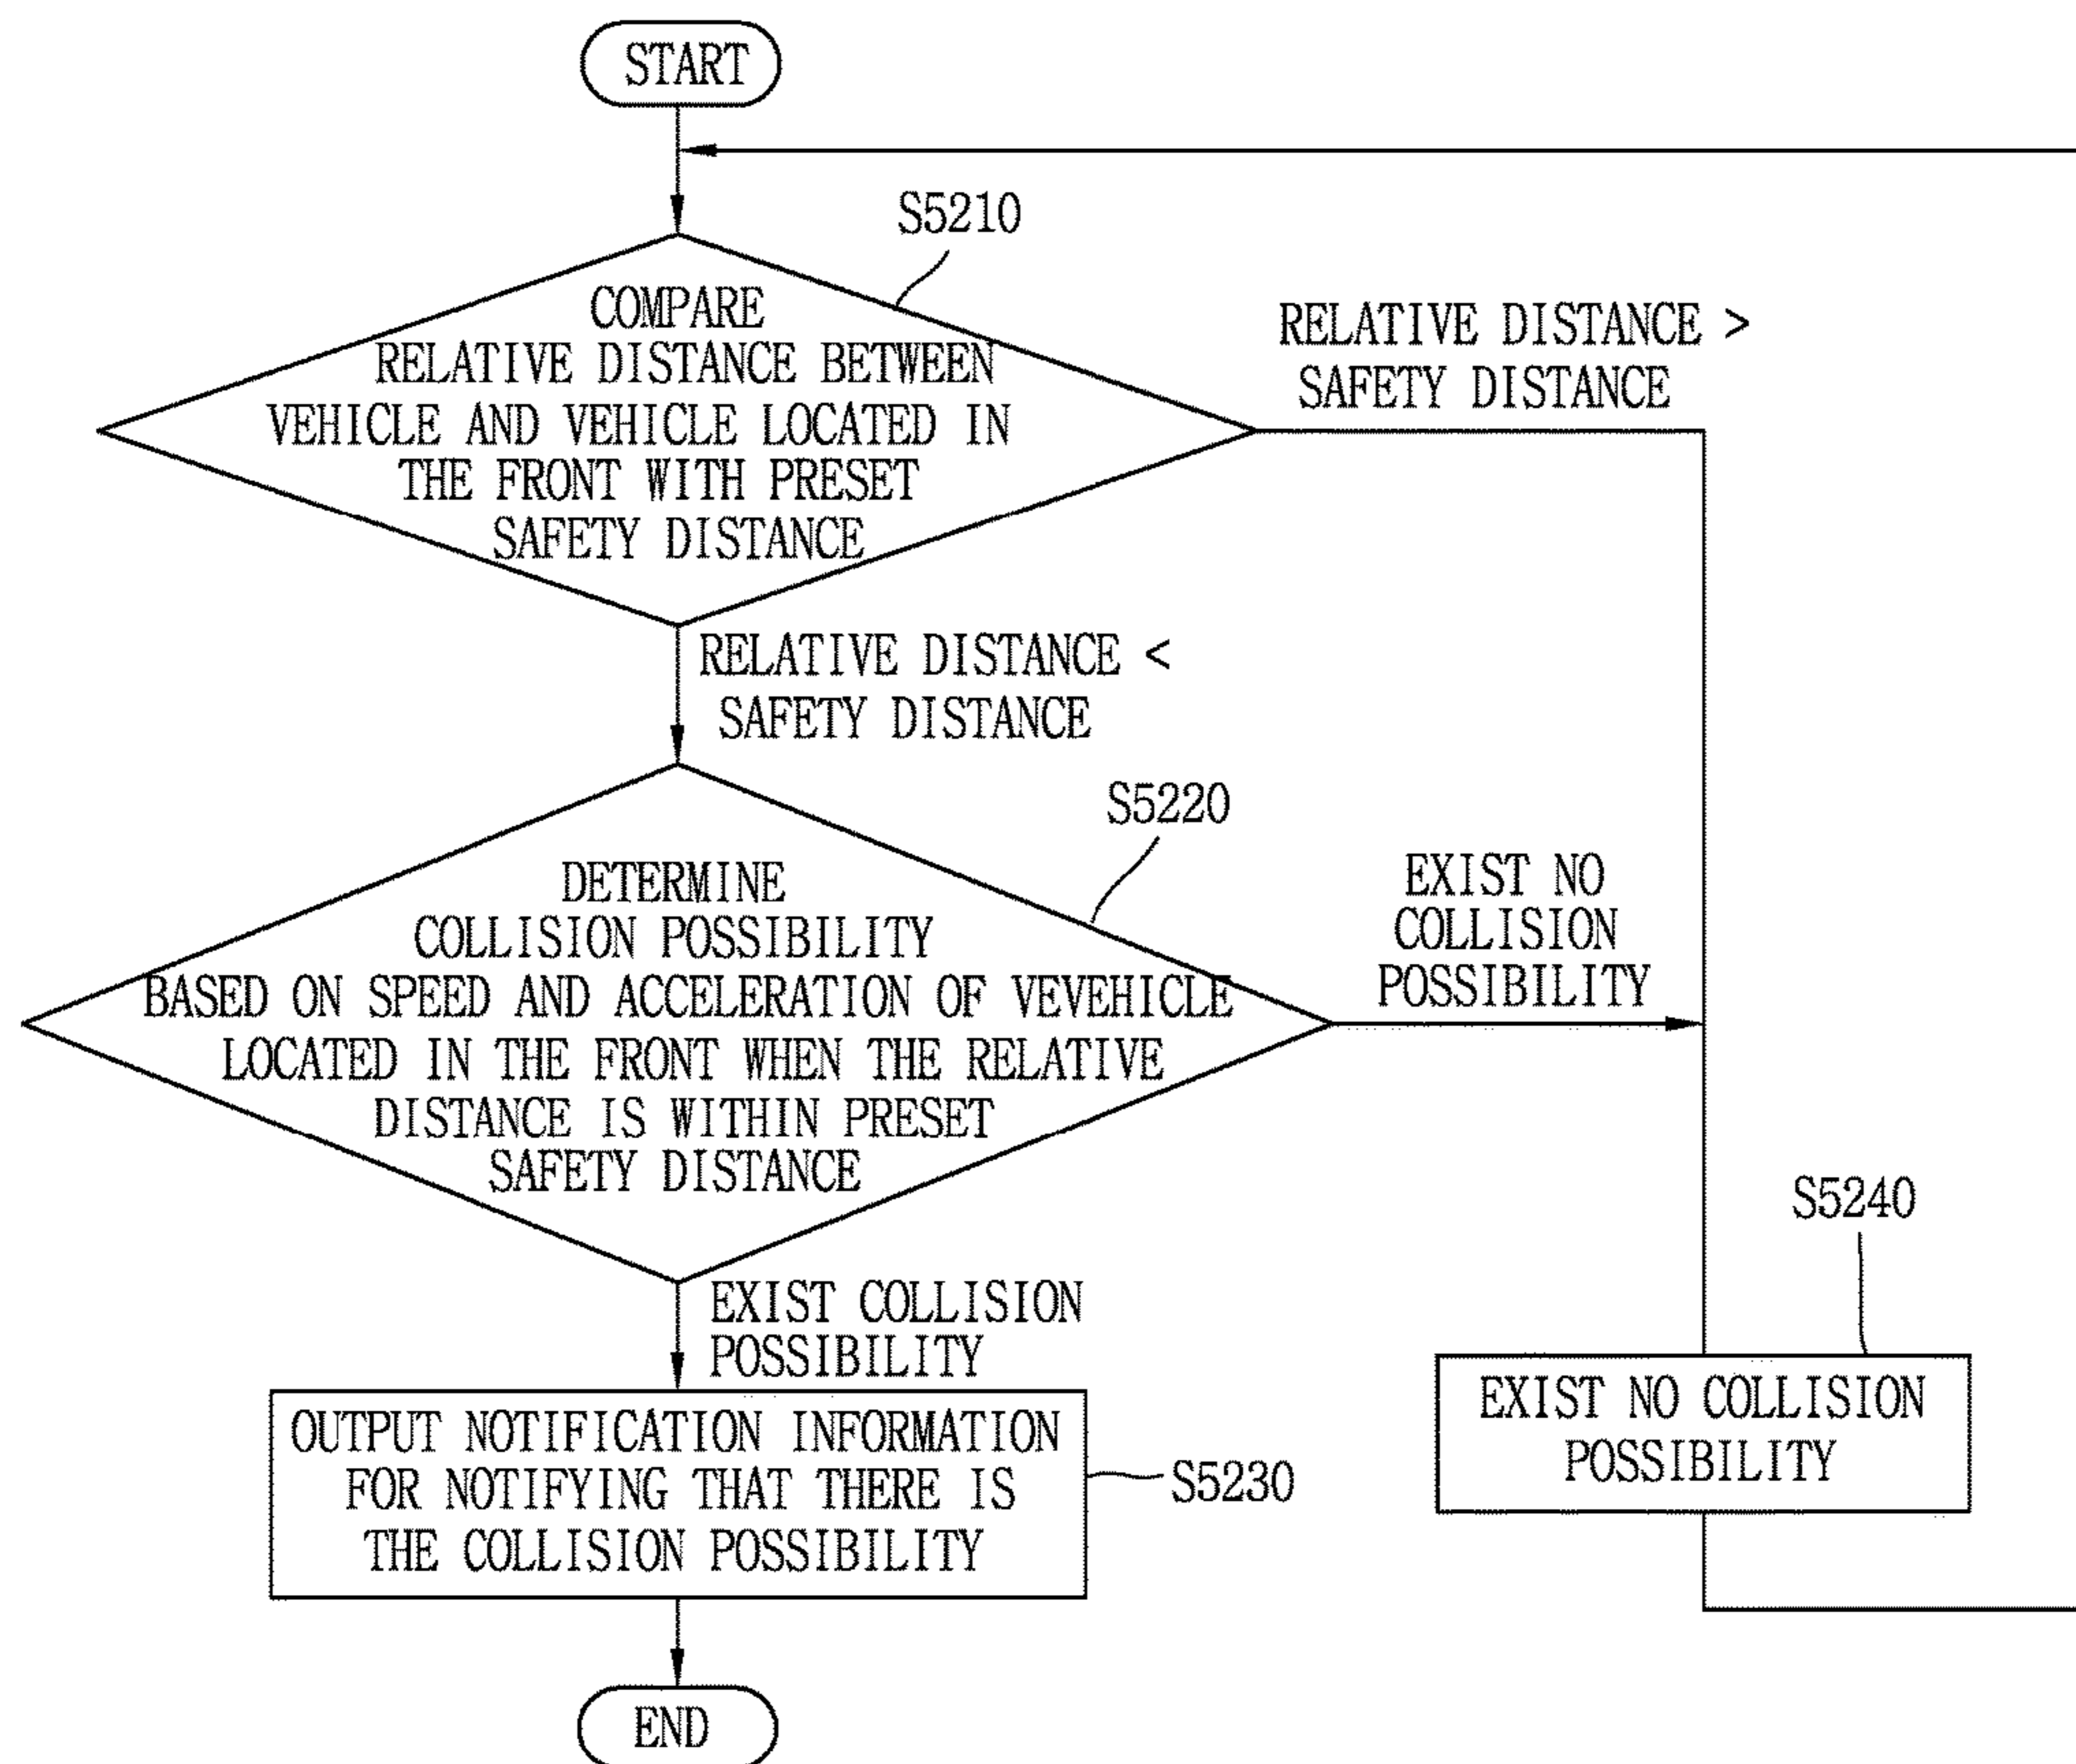 START
S5210
COMPARE
RELATIVE DISTANCE BETWEEN
VEHICLE AND VEHICLE LOCATED IN
THE FRONT WITH PRESET
SAFETY DISTANCE
RELATIVE DISTANCE >
SAFETY DISTANCE
RELATIVE DISTANCE <
SAFETY DISTANCE
S5220
DETERMINE
COLLISION POSSIBILITY
BASED ON SPEED AND ACCELERATION OF VEVEHICLE
LOCATED IN THE FRONT WHEN THE RELATIVE
DISTANCE IS WITHIN PRESET
SAFETY DISTANCE
EXIST NO
COLLISION
POSSIBILITY
EXIST COLLISION
POSSIBILITY
S5240
EXIST NO COLLISION
POSSIBILITY
OUTPUT NOTIFICATION INFORMATION
FOR NOTIFYING THAT THERE IS
THE COLLISION POSSIBILITY
S5230
END